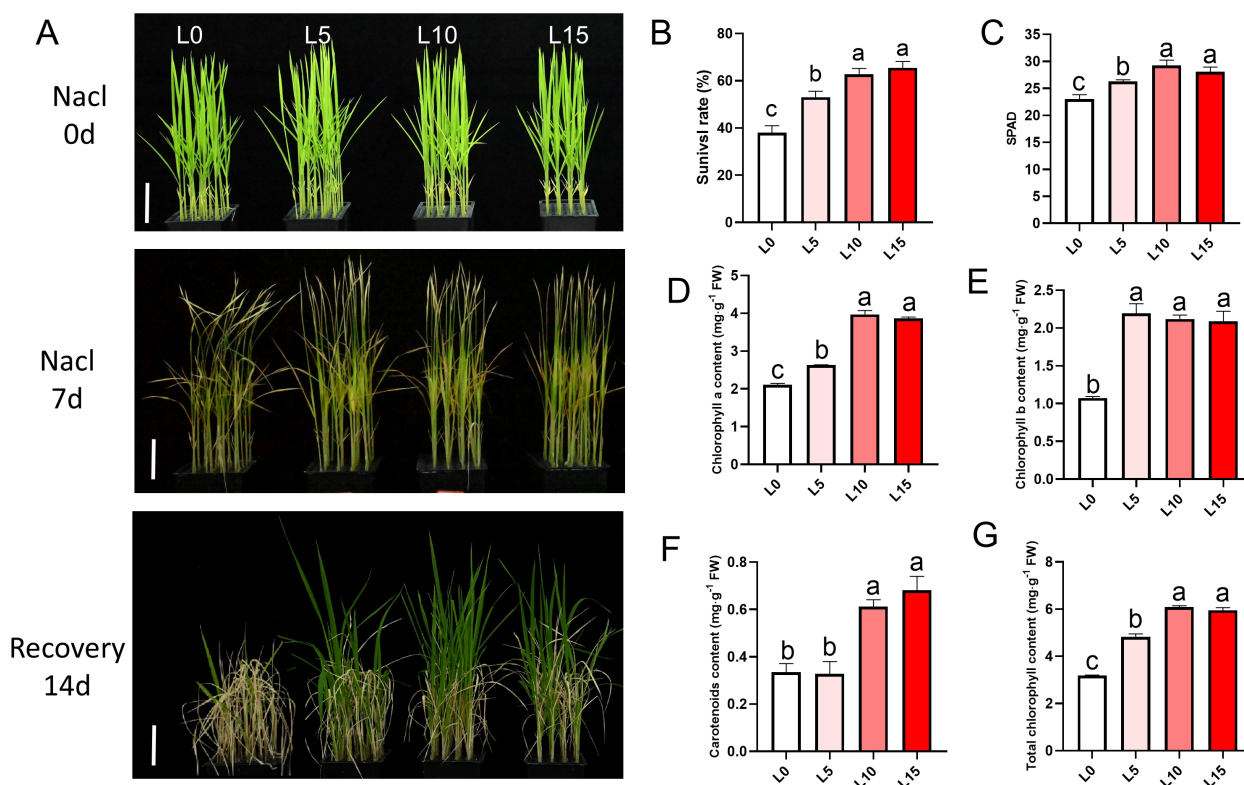 A
L0 L5 L10 L15
Nacl
0d
Nacl
7d
Recovery
14d
B
Sunivsl rate (%)
80
60
40
20
0
c
b
a
a
L0 L5 L10 L15
C
SPAD
35
30
25
20
15
10
5
0
c
b
a
a
L0 L5 L10 L15
D
Chlorophyll a content (mg·g⁻¹ FW)
5
4
3
2
1
0
c
b
a
a
L0 L5 L10 L15
E
Chlorophyll b content (mg·g⁻¹ FW)
2.5
2.0
1.5
1.0
0.5
0.0
b
a
a
a
L0 L5 L10 L15
F
Carotenoids content (mg·g⁻¹ FW)
0.8
0.6
0.4
0.2
0.0
b
b
a
a
L0 L5 L10 L15
G
Total chlorophyll content (mg·g⁻¹ FW)
8
6
4
2
0
c
b
a
a
L0 L5 L10 L15